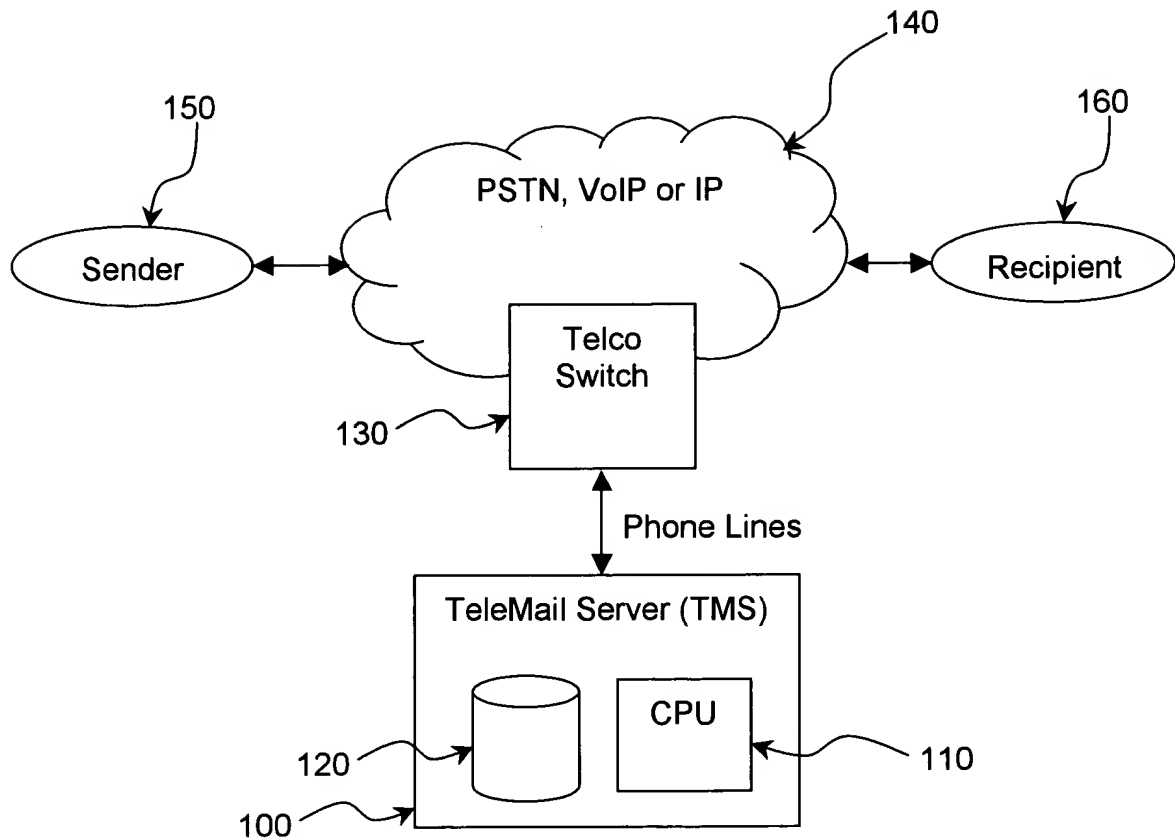 140
150
160
PSTN, VoIP or IP
Sender
Recipient
Telco
Switch
130
Phone Lines
TeleMail Server (TMS)
CPU
120
110
100